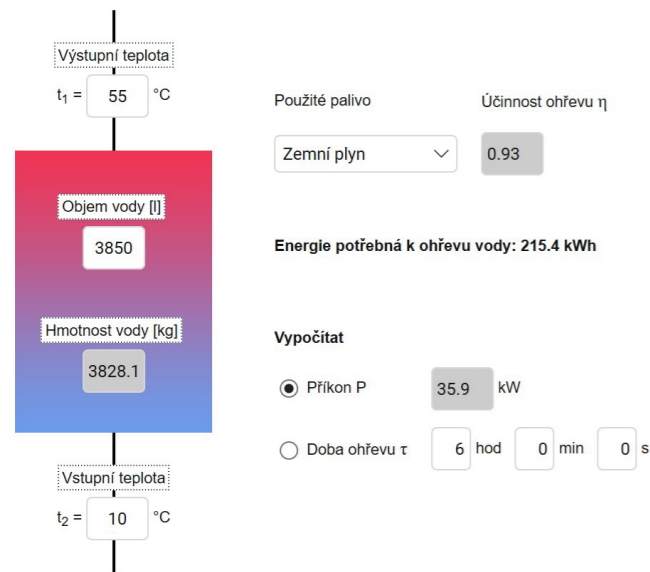 Výstupní teplota
t₁ = 55 °C
Použité palivo
Účinnost ohřevu η
Zemní plyn
0.93
Objem vody [l]
3850
Energie potřebná k ohřevu vody: 215.4 kWh
Hmotnost vody [kg]
3828.1
Vypočítat
Příkon P 35.9 kW
Doba ohřevu τ 6 hod 0 min 0 s
Vstupní teplota
t₂ = 10 °C